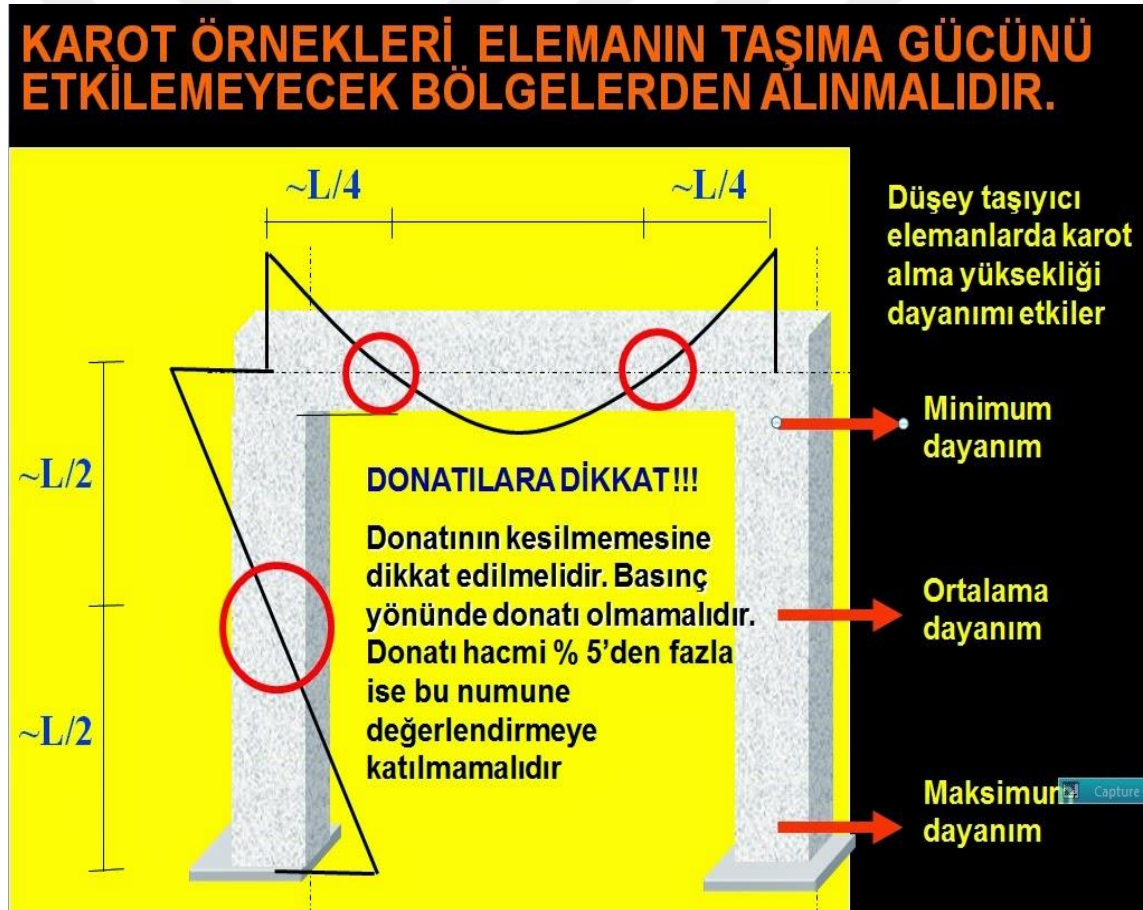 KAROT ÖRNEKLERİ ELEMANIN TAŞIMA GÜCÜNÜ
ETKİLEMEYECEK BÖLGELERDEN ALINMALIDIR.
~L/4
~L/4
Düşey taşıyıcı
elemanlarda karot
alma yüksekliği
dayanımı etkiler
Minimum
dayanım
~L/2
DONATILARA DİKKAT!!!
Donatının kesilmemesine
dikkat edilmelidir. Basınç
yönünde donatı olmamalıdır.
Donatı hacmi % 5'den fazla
ise bu numune
değerlendirmeye
katılmamalıdır
Ortalama
dayanım
~L/2
Maksimum
dayanım
Capture